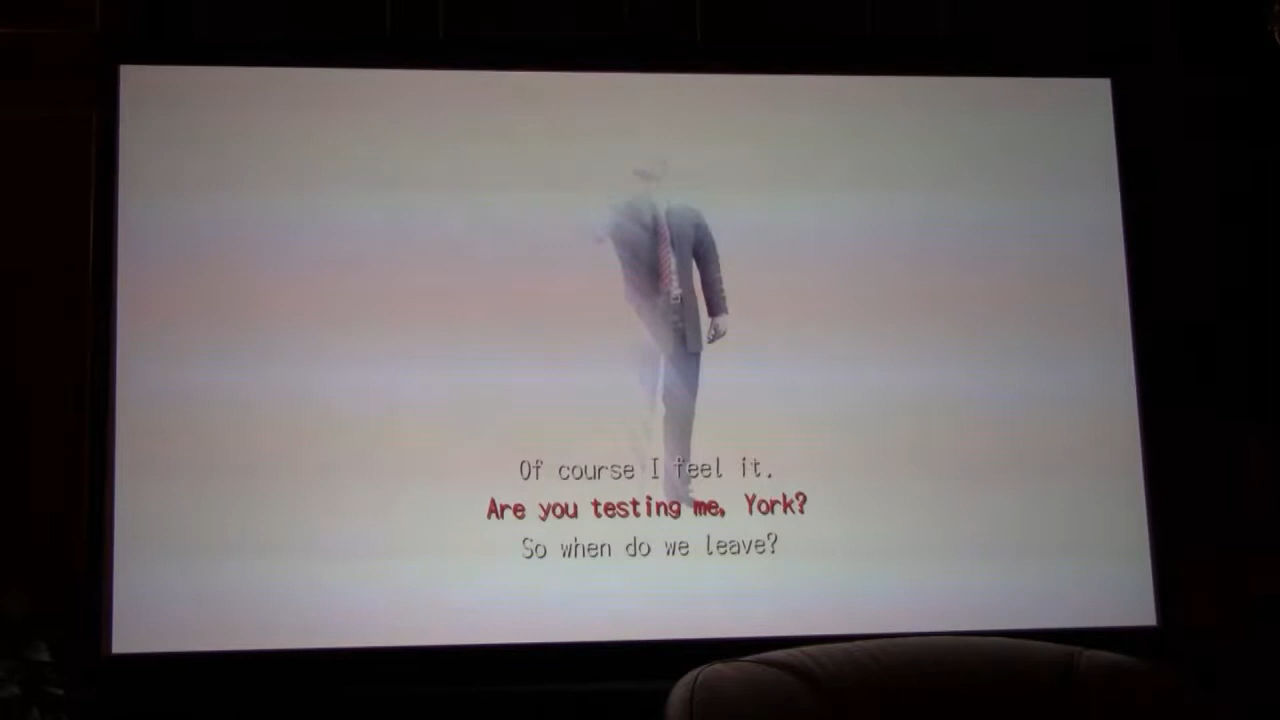 Of course I feel it.
Are you testing me, York?
So when do we leave?